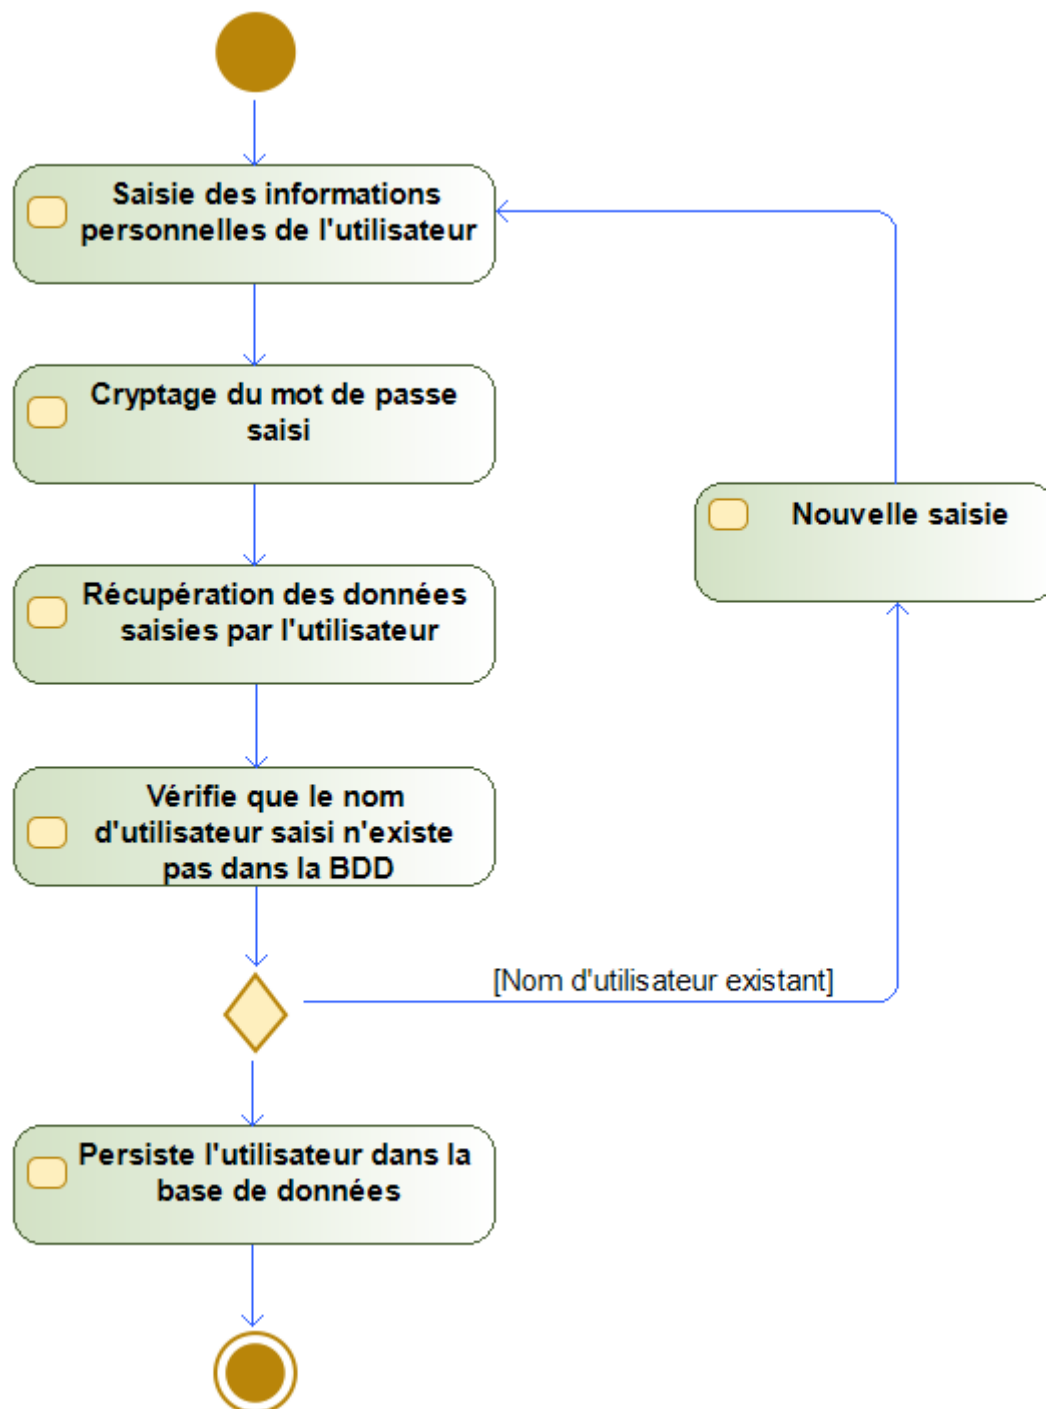 Saisie des informations
personnelles de l'utilisateur
Cryptage du mot de passe
saisi
Nouvelle saisie
Récupération des données
saisies par l'utilisateur
Vérifie que le nom
d'utilisateur saisi n'existe
pas dans la BDD
[Nom d'utilisateur existant]
Persiste l'utilisateur dans la
base de données